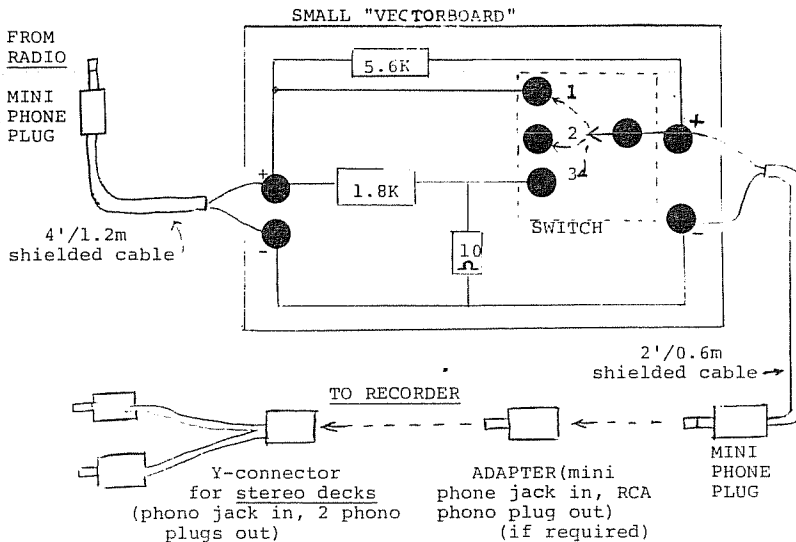 SMALL "VECTORBOARD"
FROM
RADIO
MINI
PHONE
PLUG
5.6K
1
2
3
+
-
+
-
1.8K
10
Ω
SWITCH
4'/1.2m
shielded cable
2'/0.6m
shielded cable
TO RECORDER
Y-connector
for stereo decks
(phono jack in, 2 phono
plugs out)
ADAPTER(mini
phone jack in, RCA
phono plug out)
(if required)
MINI
PHONE
PLUG